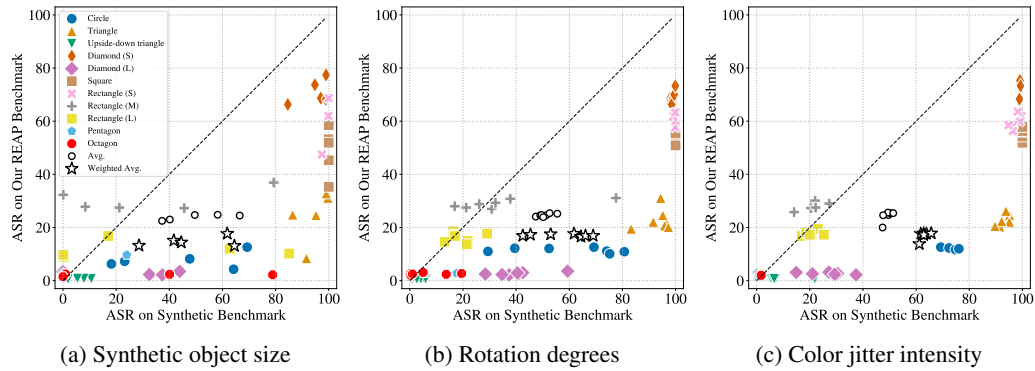 ASR on Our REAP Benchmark
100
80
60
40
20
0
0 20 40 60 80 100
ASR on Synthetic Benchmark
Circle
Triangle
Upside-down triangle
Diamond (S)
Diamond (L)
Square
Rectangle (S)
Rectangle (M)
Rectangle (L)
Pentagon
Octagon
Avg.
Weighted Avg.
(a) Synthetic object size
ASR on Our REAP Benchmark
100
80
60
40
20
0
0 20 40 60 80 100
ASR on Synthetic Benchmark
(b) Rotation degrees
ASR on Our REAP Benchmark
100
80
60
40
20
0
0 20 40 60 80 100
ASR on Synthetic Benchmark
(c) Color jitter intensity